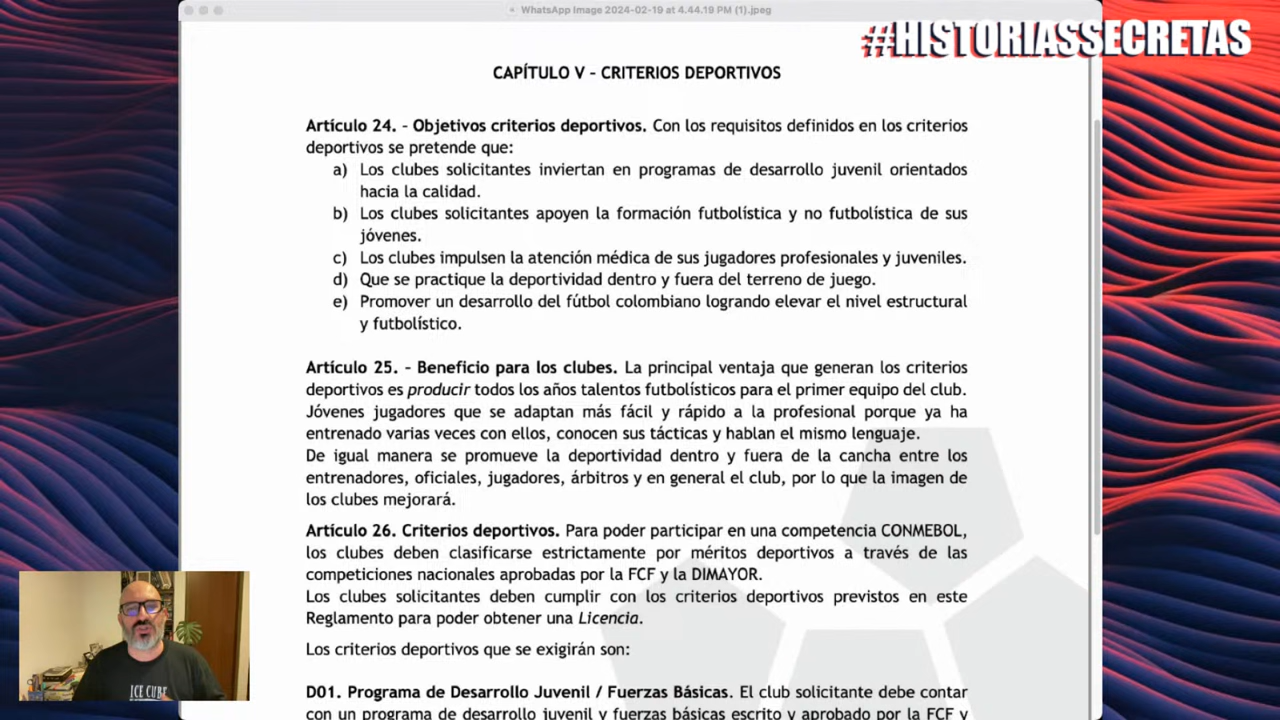 WhatsApp Image 2024-02-19 at 4.44.19 PM (1).jpeg
#HISTORIASSECRETAS
CAPÍTULO V – CRITERIOS DEPORTIVOS
Artículo 24. – Objetivos criterios deportivos. Con los requisitos definidos en los criterios
deportivos se pretende que:
a) Los clubes solicitantes inviertan en programas de desarrollo juvenil orientados
hacia la calidad.
b) Los clubes solicitantes apoyen la formación futbolística y no futbolística de sus
jóvenes.
c) Los clubes impulsen la atención médica de sus jugadores profesionales y juveniles.
d) Que se practique la deportividad dentro y fuera del terreno de juego.
e) Promover un desarrollo del fútbol colombiano logrando elevar el nivel estructural
y futbolístico.
Artículo 25. – Beneficio para los clubes. La principal ventaja que generan los criterios
deportivos es producir todos los años talentos futbolísticos para el primer equipo del club.
Jóvenes jugadores que se adaptan más fácil y rápido a la profesional porque ya ha
entrenado varias veces con ellos, conocen sus tácticas y hablan el mismo lenguaje.
De igual manera se promueve la deportividad dentro y fuera de la cancha entre los
entrenadores, oficiales, jugadores, árbitros y en general el club, por lo que la imagen de
los clubes mejorará.
Artículo 26. Criterios deportivos. Para poder participar en una competencia CONMEBOL,
los clubes deben clasificarse estrictamente por méritos deportivos a través de las
competiciones nacionales aprobadas por la FCF y la DIMAYOR.
Los clubes solicitantes deben cumplir con los criterios deportivos previstos en este
Reglamento para poder obtener una Licencia.
Los criterios deportivos que se exigirán son:
D01. Programa de Desarrollo Juvenil / Fuerzas Básicas. El club solicitante debe contar
con un programa de desarrollo juvenil y fuerzas básicas escrito y aprobado por la FCF y
ICE CUBE